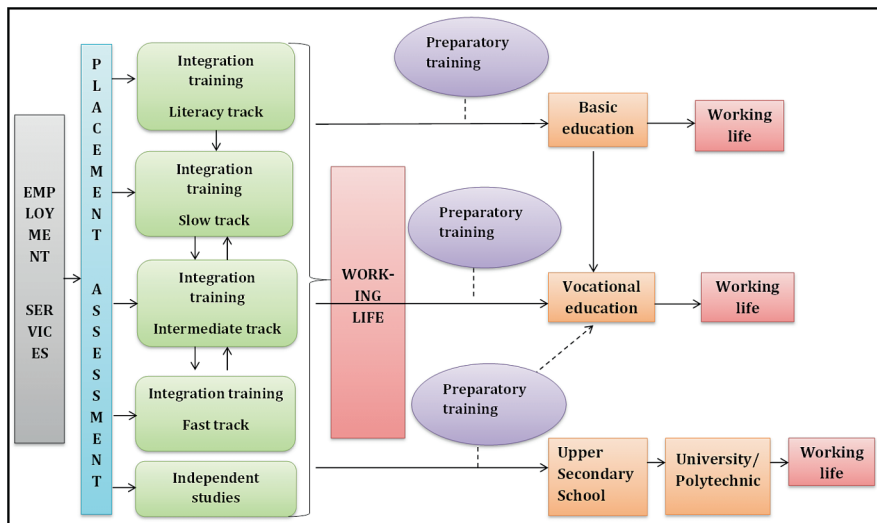 EMP
LOY
ME
NT
SER
VIC
ES
P
L
A
C
E
M
E
N
T
A
S
S
E
S
S
M
E
N
T
Integration
training
Literacy track
Integration
training
Slow track
Integration
training
Intermediate track
Integration training
Fast track
Independent
studies
WORK-
ING
LIFE
Preparatory
training
Basic
education
Working
life
Preparatory
training
Vocational
education
Working
life
Preparatory
training
Upper
Secondary
School
University/
Polytechnic
Working
life